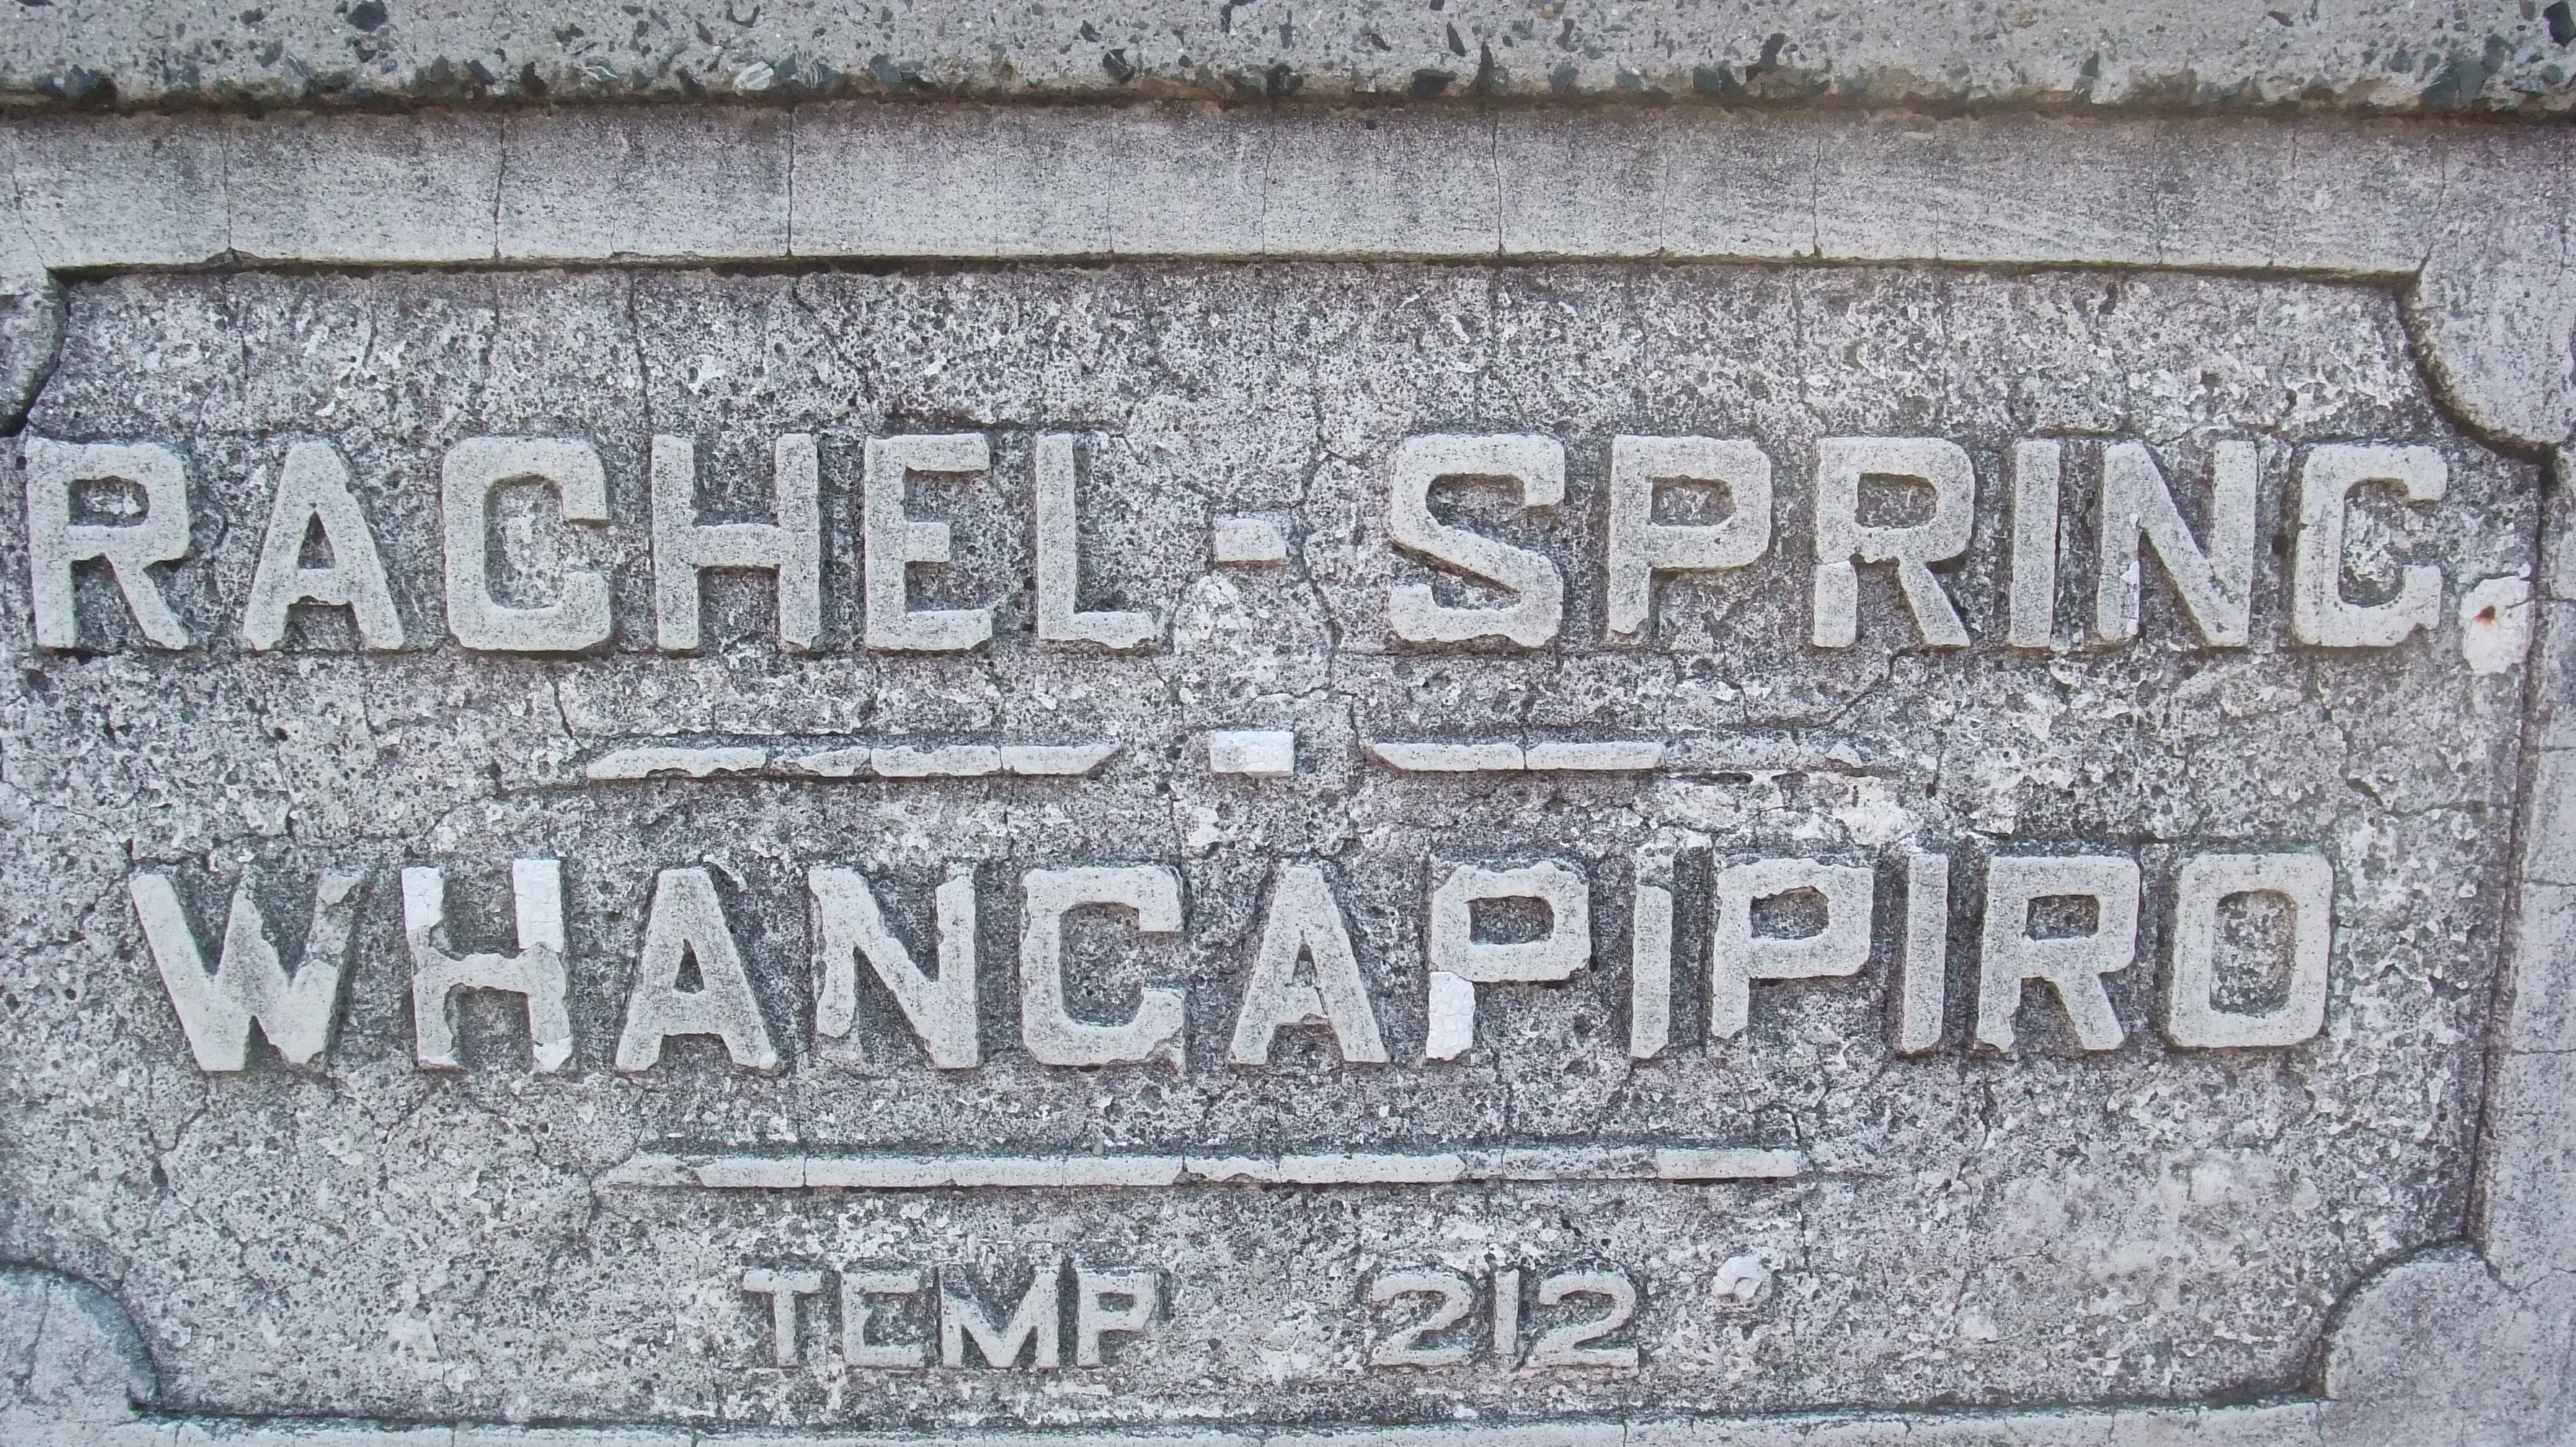 RACHEL - SPRING
WHANGAPIPIRO
TEMP 212 °